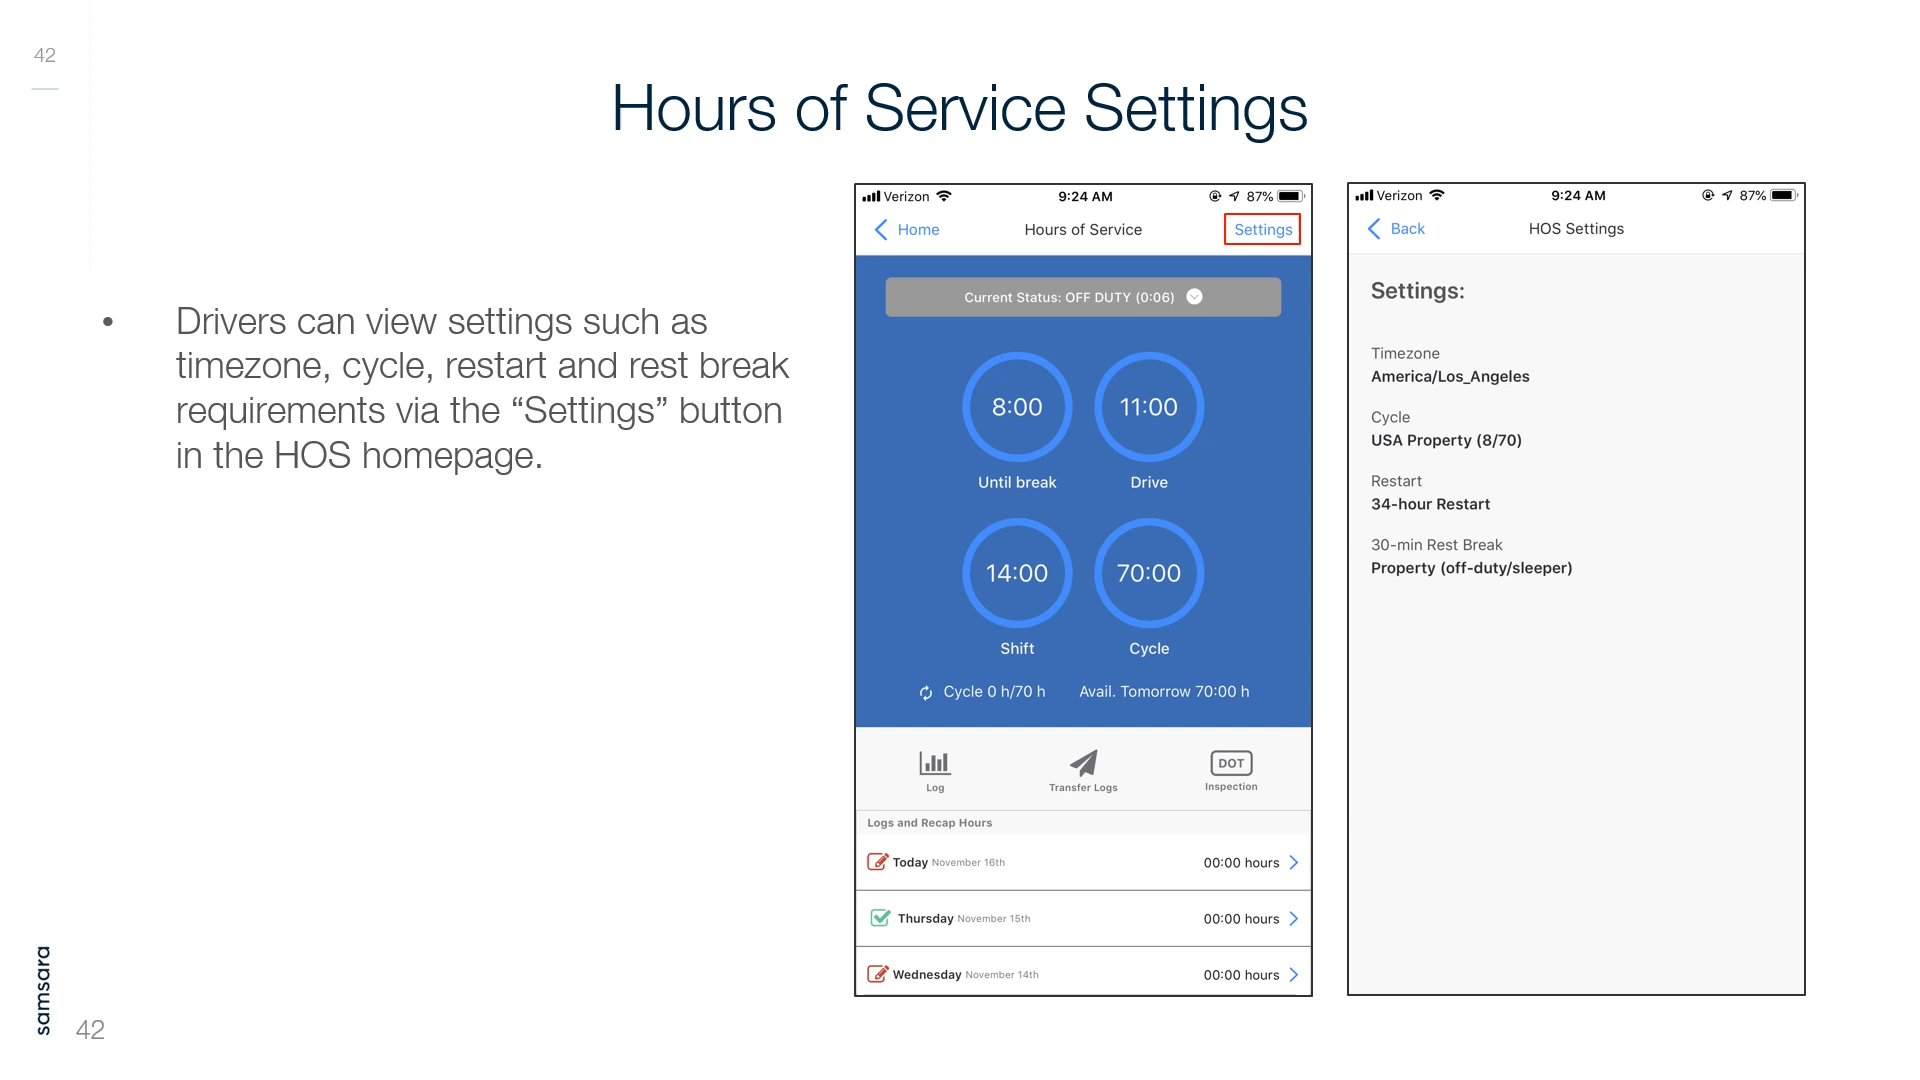 42
Hours of Service Settings
• Drivers can view settings such as
timezone, cycle, restart and rest break
requirements via the “Settings” button
in the HOS homepage.
Verizon 9:24 AM 87%
Home Hours of Service Settings
Current Status: OFF DUTY (0:06)
8:00 11:00
Until break Drive
14:00 70:00
Shift Cycle
Cycle 0 h/70 h Avail. Tomorrow 70:00 h
DOT
Log Transfer Logs Inspection
Logs and Recap Hours
Today November 16th 00:00 hours
Thursday November 15th 00:00 hours
Wednesday November 14th 00:00 hours
Verizon 9:24 AM 87%
Back HOS Settings
Settings:
Timezone
America/Los_Angeles
Cycle
USA Property (8/70)
Restart
34-hour Restart
30-min Rest Break
Property (off-duty/sleeper)
samsara
42